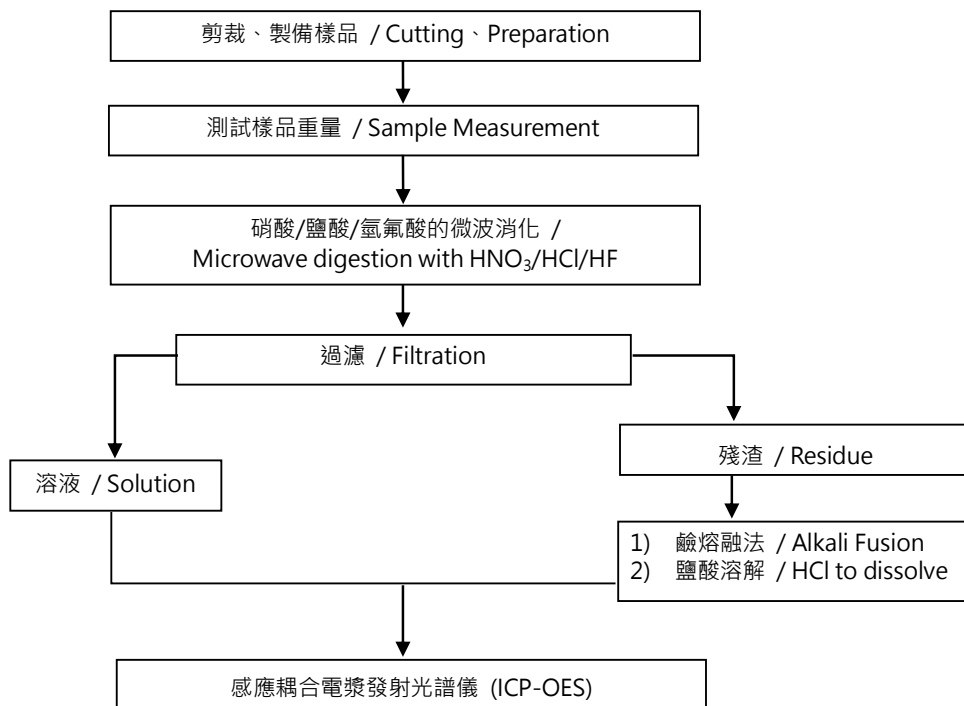 剪裁、製備樣品 / Cutting、Preparation
測試樣品重量 / Sample Measurement
硝酸/鹽酸/氫氟酸的微波消化 /
Microwave digestion with HNO₃/HCl/HF
過濾 / Filtration
溶液 / Solution
殘渣 / Residue
1) 鹼熔融法 / Alkali Fusion
2) 鹽酸溶解 / HCl to dissolve
感應耦合電漿發射光譜儀 (ICP-OES)